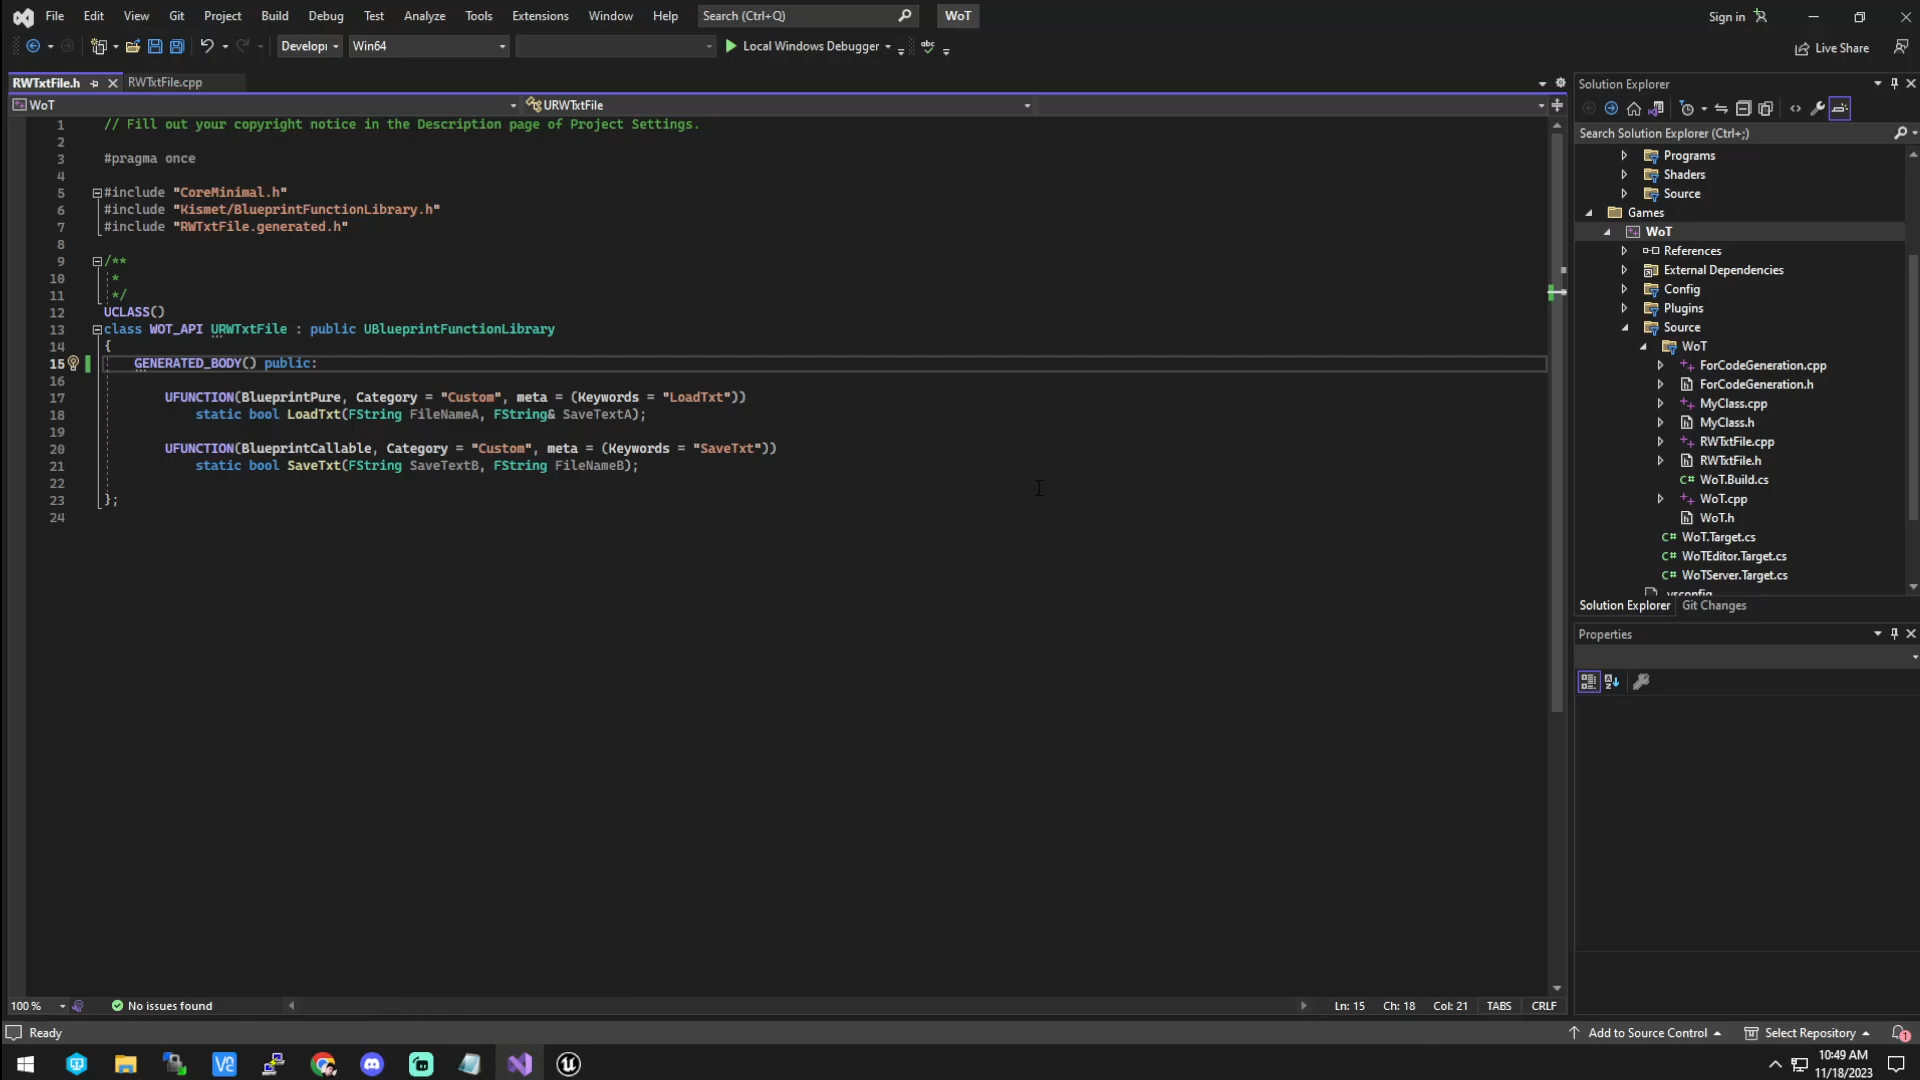 File Edit View Git Project Build Debug Test Analyze Tools Extensions Window Help Search (Ctrl+Q) WoT Sign in
Developı Win64 Local Windows Debugger Live Share
RWTxtFile.h RWTxtFile.cpp
WoT URWTxtFile
1 // Fill out your copyright notice in the Description page of Project Settings.
2
3 #pragma once
4
5 #include "CoreMinimal.h"
6 #include "Kismet/BlueprintFunctionLibrary.h"
7 #include "RWTxtFile.generated.h"
8
9 /**
10 *
11 */
12 UCLASS()
13 class WOT_API URWTxtFile : public UBlueprintFunctionLibrary
14 {
15 GENERATED_BODY() public:
16
17 UFUNCTION(BlueprintPure, Category = "Custom", meta = (Keywords = "LoadTxt"))
18 static bool LoadTxt(FString FileNameA, FString& SaveTextA);
19
20 UFUNCTION(BlueprintCallable, Category = "Custom", meta = (Keywords = "SaveTxt"))
21 static bool SaveTxt(FString SaveTextB, FString FileNameB);
22
23 };
24
Solution Explorer
Search Solution Explorer (Ctrl+;)
Programs
Shaders
Source
Games
WoT
References
External Dependencies
Config
Plugins
Source
WoT
ForCodeGeneration.cpp
ForCodeGeneration.h
MyClass.cpp
MyClass.h
RWTxtFile.cpp
RWTxtFile.h
WoT.Build.cs
WoT.cpp
WoT.h
WoT.Target.cs
WoTEditor.Target.cs
WoTServer.Target.cs
.vsconfig
Solution Explorer Git Changes
Properties
100 % No issues found Ln: 15 Ch: 18 Col: 21 TABS CRLF
Ready Add to Source Control Select Repository 1
10:49 AM
11/18/2023